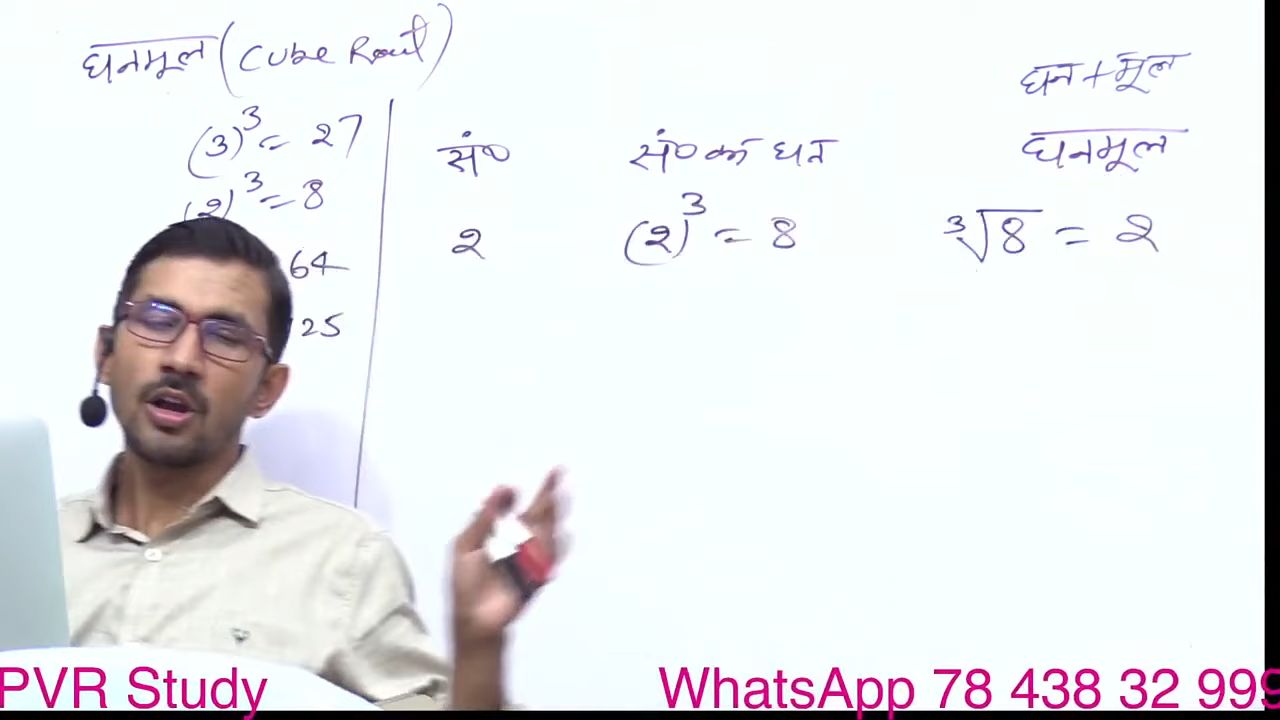 घनमूल (Cube Root)
(3)³ = 27
(2)³ = 8
64
25
घन + मूल
सं० सं० का घन घनमूल
2 (2)³ = 8 ³√8 = 2
PVR Study WhatsApp 78 438 32 999